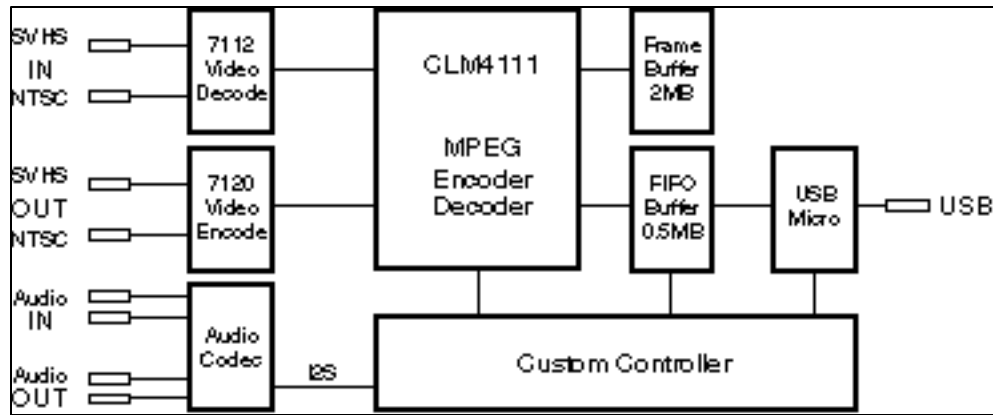 SVHS
IN
NTSC
7112
Video
Decode
CLM4111
MPEG
Encoder
Decoder
Frame
Buffer
2MB
SVHS
OUT
NTSC
7120
Video
Encode
FIFO
Buffer
0.5MB
USB
Micro
USB
Audio
IN
Audio
OUT
Audio
Codec
I2S
Custom Controller